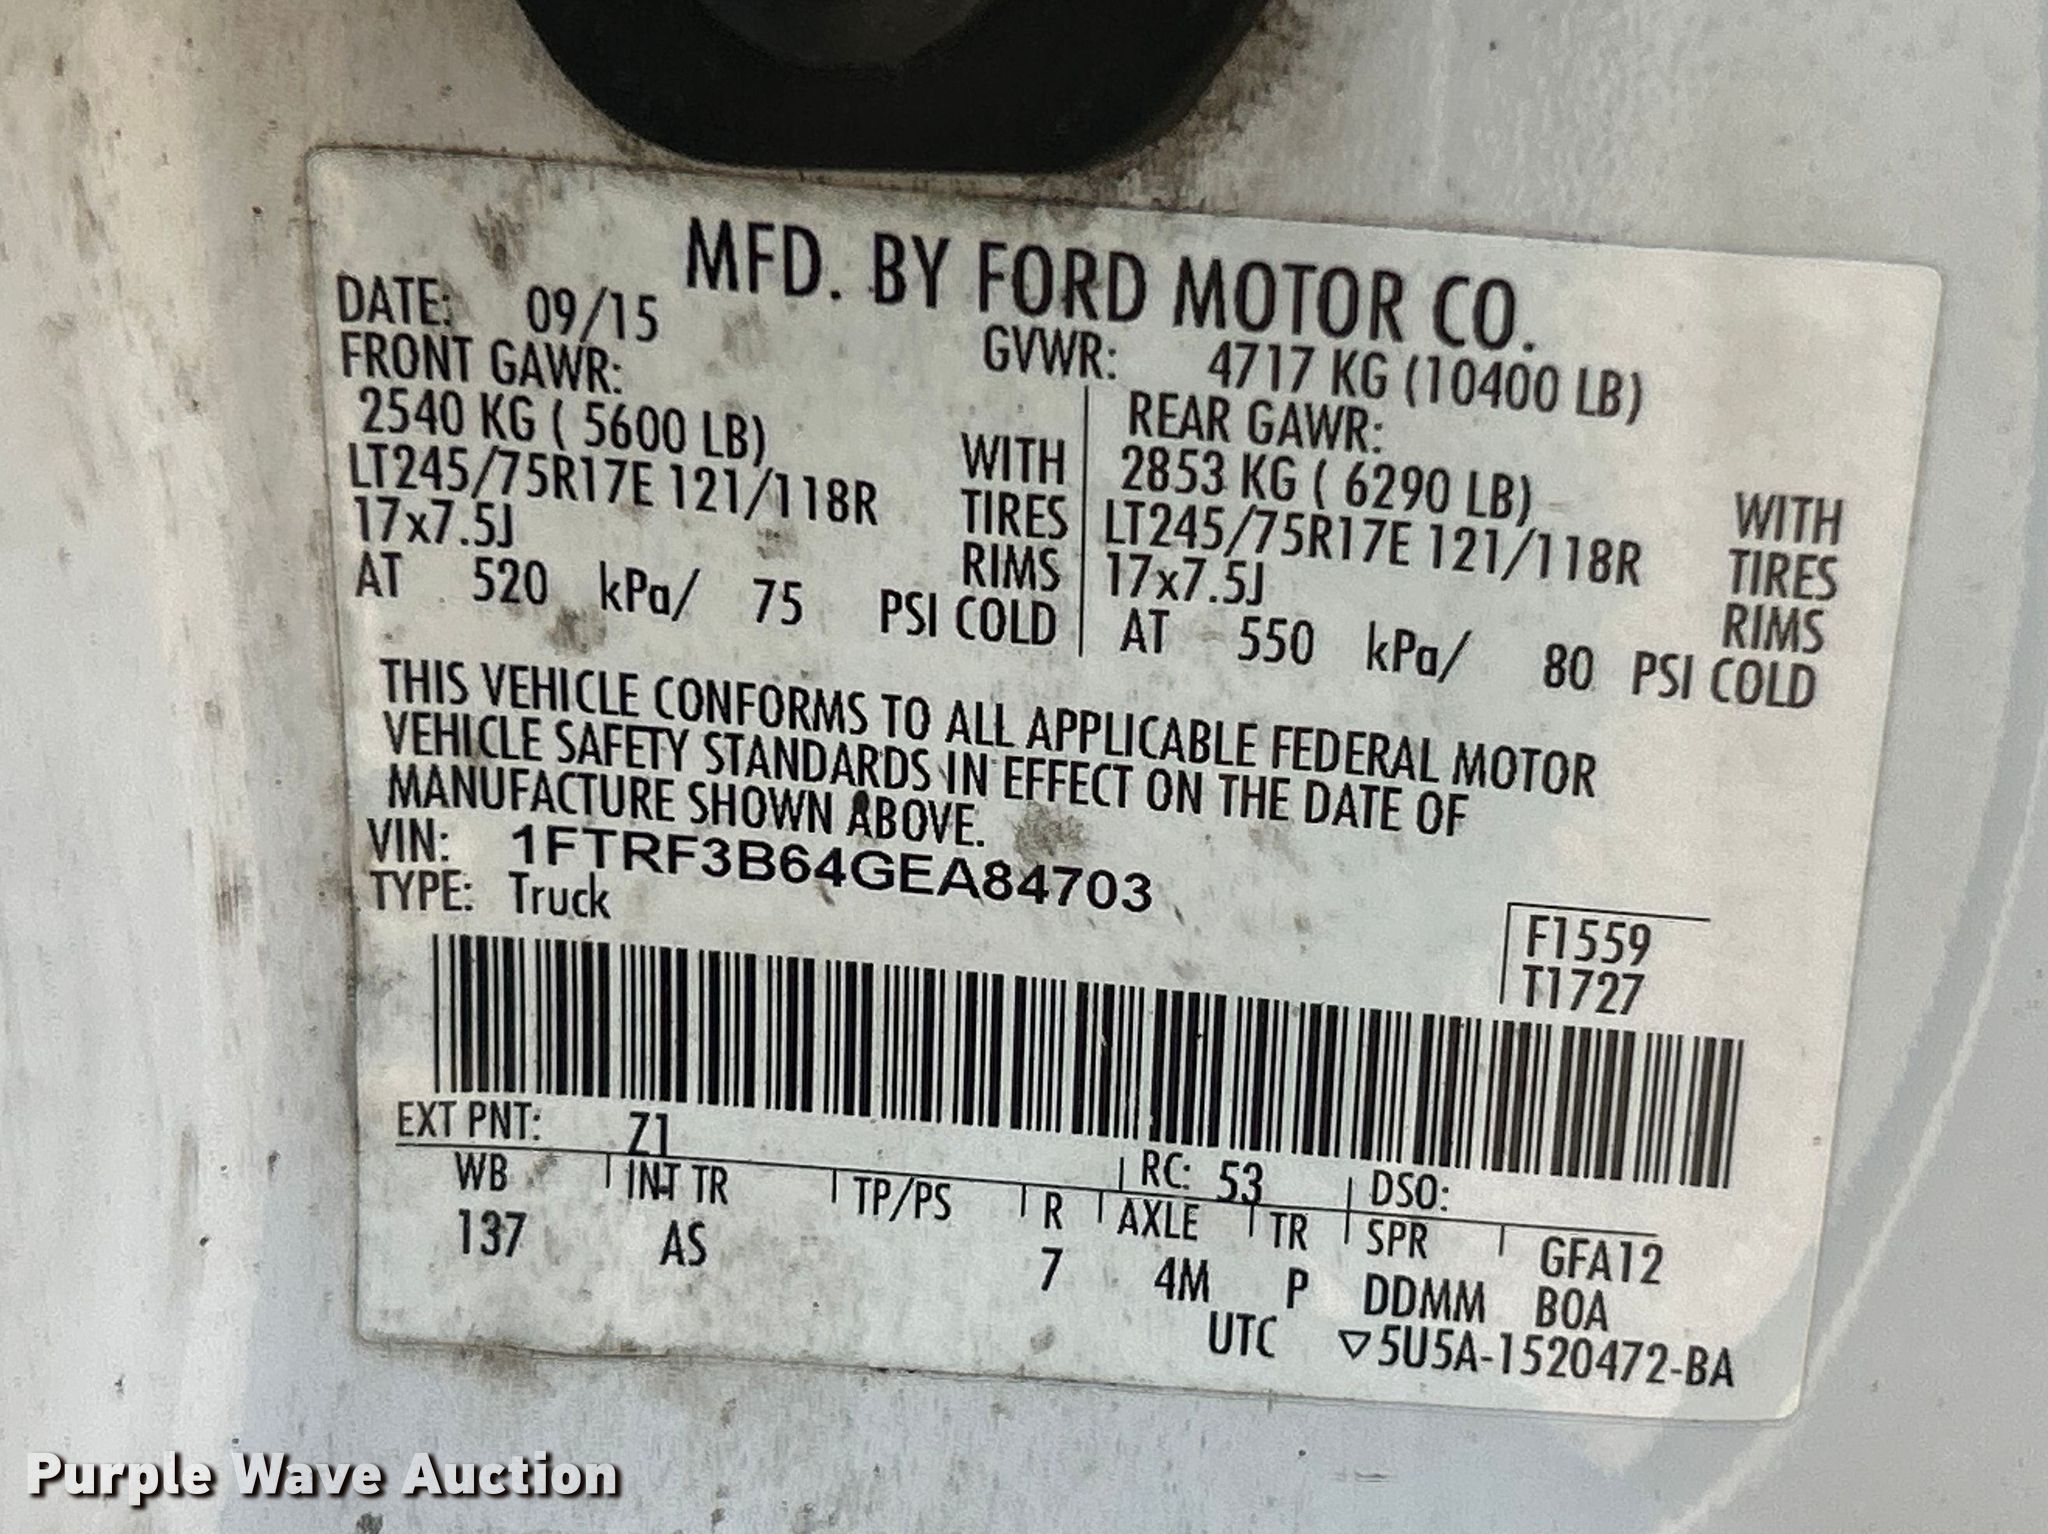 MFD. BY FORD MOTOR CO.
DATE: 09/15
GVWR: 4717 KG (10400 LB)
FRONT GAWR:
2540 KG ( 5600 LB) WITH
LT245/75R17E 121/118R TIRES
17x7.5J RIMS
AT 520 kPa/ 75 PSI COLD
REAR GAWR:
2853 KG ( 6290 LB) WITH
LT245/75R17E 121/118R TIRES
17x7.5J RIMS
AT 550 kPa/ 80 PSI COLD
THIS VEHICLE CONFORMS TO ALL APPLICABLE FEDERAL MOTOR
VEHICLE SAFETY STANDARDS IN EFFECT ON THE DATE OF
MANUFACTURE SHOWN ABOVE.
VIN: 1FTRF3B64GEA84703
TYPE: Truck
F1559
T1727
EXT PNT: Z1 RC: 53 DSO:
WB INT TR TP/PS R AXLE TR SPR GFA12
137 AS 7 4M P DDMM BOA
UTC ▽5U5A-1520472-BA
Purple Wave Auction